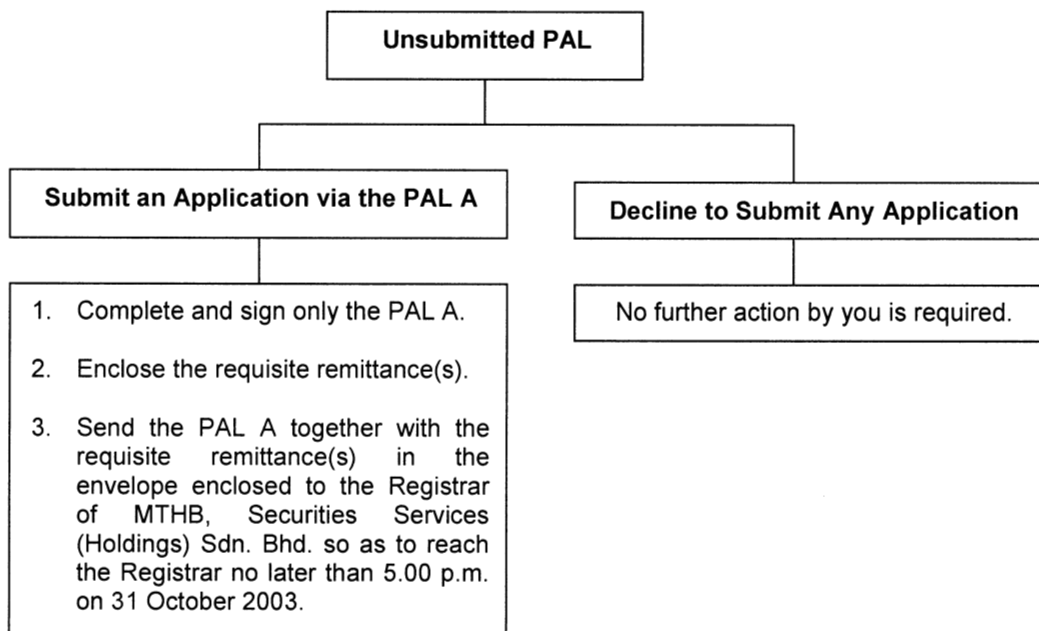 Unsubmitted PAL
Submit an Application via the PAL A
1. Complete and sign only the PAL A.
2. Enclose the requisite remittance(s).
3. Send the PAL A together with the
requisite remittance(s) in the
envelope enclosed to the Registrar
of MTHB, Securities Services
(Holdings) Sdn. Bhd. so as to reach
the Registrar no later than 5.00 p.m.
on 31 October 2003.
Decline to Submit Any Application
No further action by you is required.